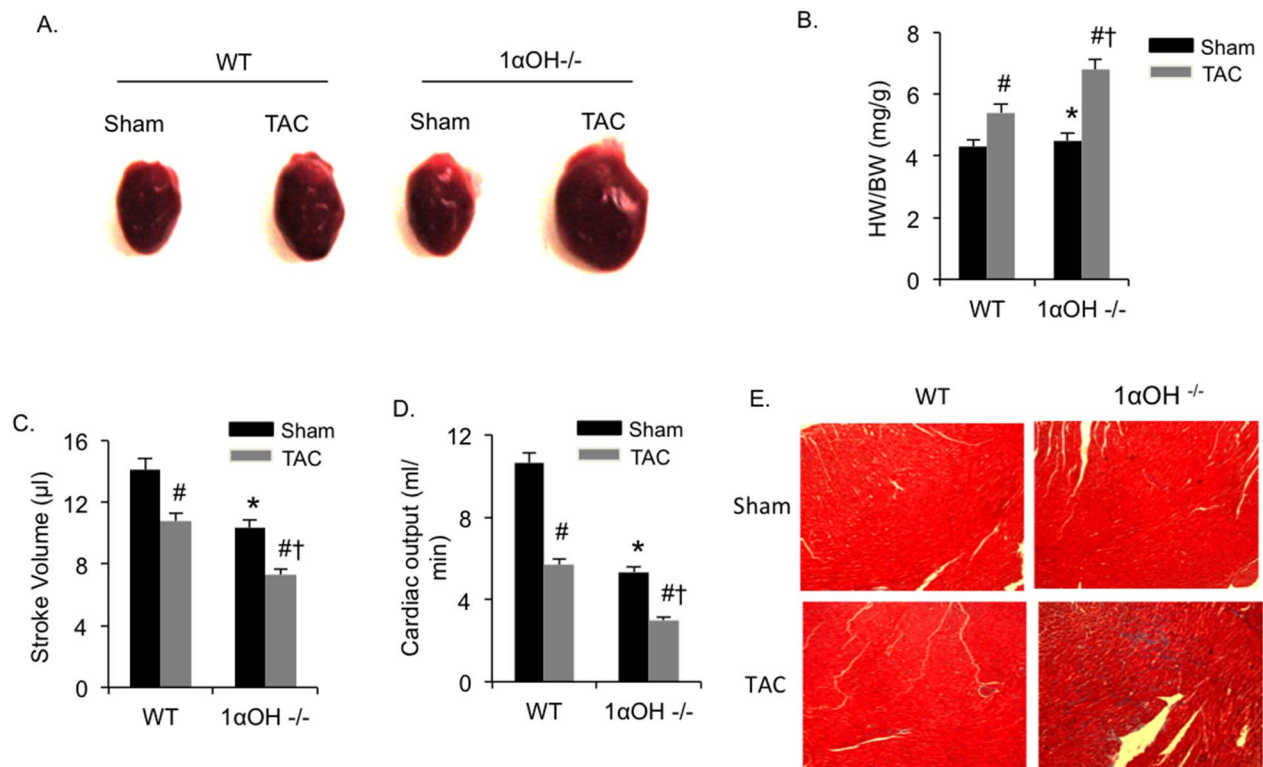 A.
WT
1αOH-/-
Sham
TAC
Sham
TAC
B.
HW/BW (mg/g)
8
6
4
2
0
#
*
#†
Sham
TAC
WT
1αOH -/-
C.
Stroke Volume (µl)
16
12
8
4
0
Sham
TAC
#
*
#†
WT
1αOH -/-
D.
Cardiac output (ml/
min)
12
8
4
0
Sham
TAC
#
*
#†
WT
1αOH -/-
E.
WT
1αOH -/-
Sham
TAC